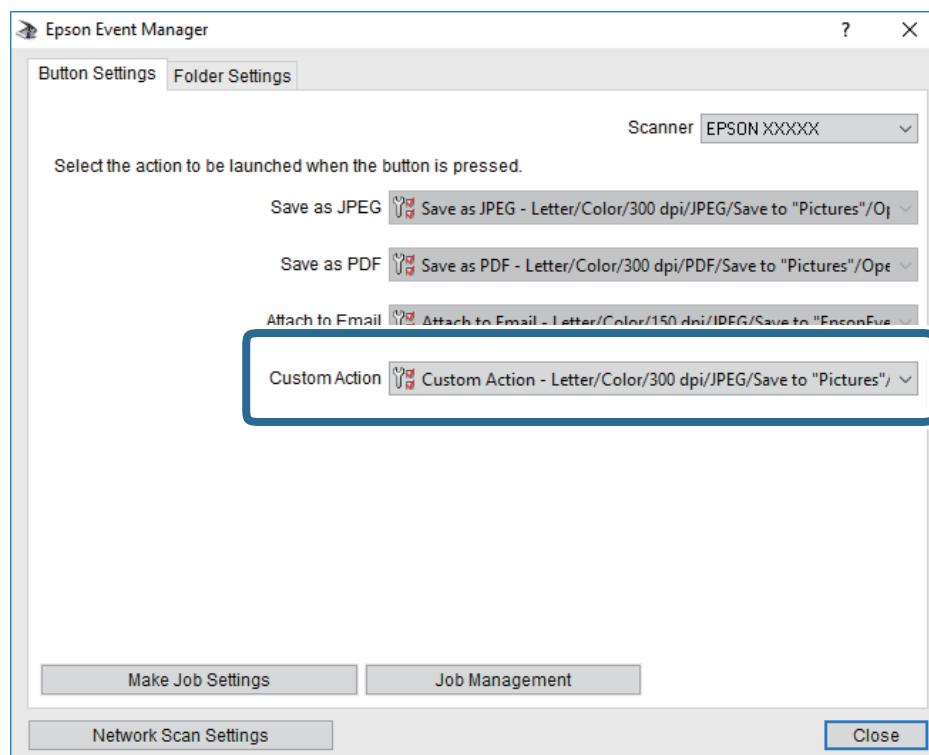 Epson Event Manager
Button Settings Folder Settings
Scanner EPSON XXXXX
Select the action to be launched when the button is pressed.
Save as JPEG Save as JPEG - Letter/Color/300 dpi/JPEG/Save to "Pictures"/Op
Save as PDF Save as PDF - Letter/Color/300 dpi/PDF/Save to "Pictures"/Ope
Attach to Email Attach to Email - Letter/Color/150 dpi/JPEG/Save to "EpsonEve
Custom Action Custom Action - Letter/Color/300 dpi/JPEG/Save to "Pictures"/
Make Job Settings Job Management
Network Scan Settings Close